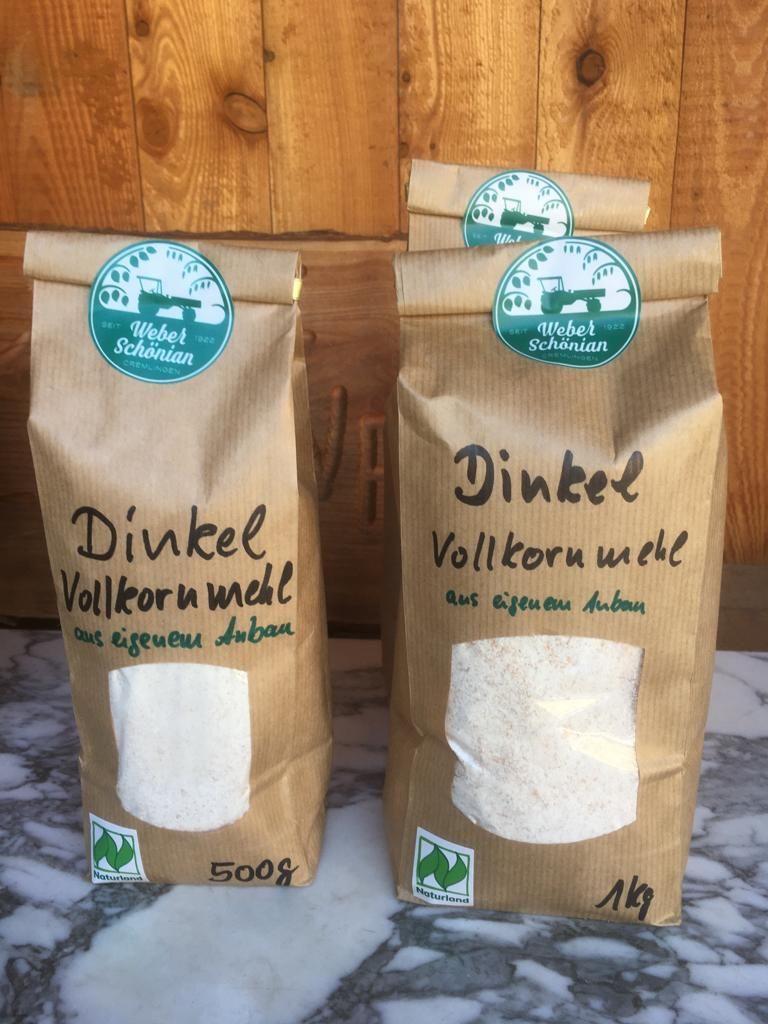 SEIT 1922
Weber
Schönian
CREMLINGEN
Dinkel
Vollkornmehl
aus eigenem Anbau
Naturland
500g
We
SEIT 1922
Weber
Schönian
CREMLINGEN
Dinkel
Vollkornmehl
aus eigenem Anbau
Naturland
1kg